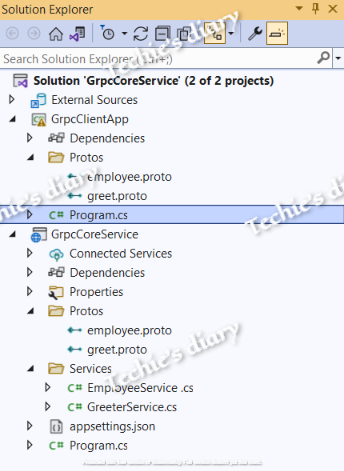 Solution Explorer
Search Solution Explorer (Ctrl+;)
Solution 'GrpcCoreService' (2 of 2 projects)
External Sources
GrpcClientApp
Dependencies
Protos
employee.proto
greet.proto
Program.cs
GrpcCoreService
Connected Services
Dependencies
Properties
Protos
employee.proto
greet.proto
Services
EmployeeService .cs
GreeterService.cs
appsettings.json
Program.cs
Techie's diary
Techie's diary
Techie's diary
Techie's diary